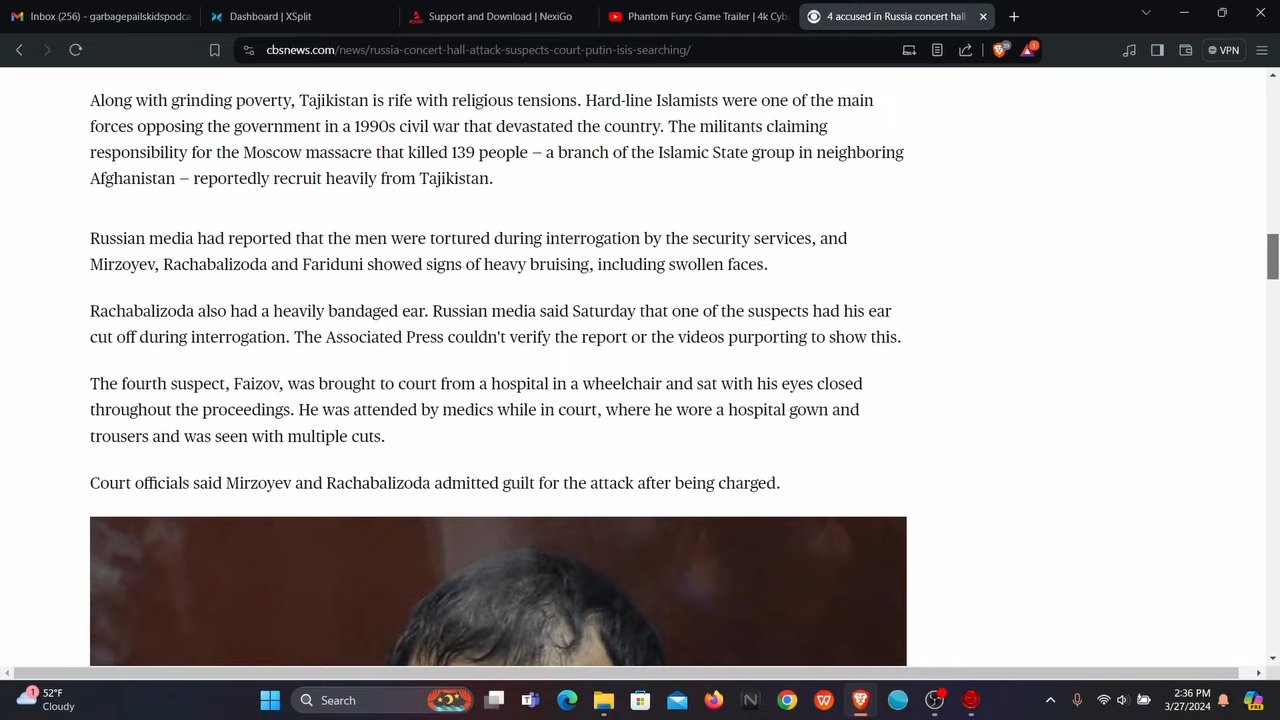 Inbox (256) - garbagepailskidspodca
Dashboard | XSplit
Support and Download | NexiGo
Phantom Fury: Game Trailer | 4k Cyb
4 accused in Russia concert hall
cbsnews.com/news/russia-concert-hall-attack-suspects-court-putin-isis-searching/
VPN
Along with grinding poverty, Tajikistan is rife with religious tensions. Hard-line Islamists were one of the main
forces opposing the government in a 1990s civil war that devastated the country. The militants claiming
responsibility for the Moscow massacre that killed 139 people — a branch of the Islamic State group in neighboring
Afghanistan — reportedly recruit heavily from Tajikistan.
Russian media had reported that the men were tortured during interrogation by the security services, and
Mirzoyev, Rachabalizoda and Fariduni showed signs of heavy bruising, including swollen faces.
Rachabalizoda also had a heavily bandaged ear. Russian media said Saturday that one of the suspects had his ear
cut off during interrogation. The Associated Press couldn't verify the report or the videos purporting to show this.
The fourth suspect, Faizov, was brought to court from a hospital in a wheelchair and sat with his eyes closed
throughout the proceedings. He was attended by medics while in court, where he wore a hospital gown and
trousers and was seen with multiple cuts.
Court officials said Mirzoyev and Rachabalizoda admitted guilt for the attack after being charged.
1
52°F
Cloudy
Search
2:36 PM
3/27/2024